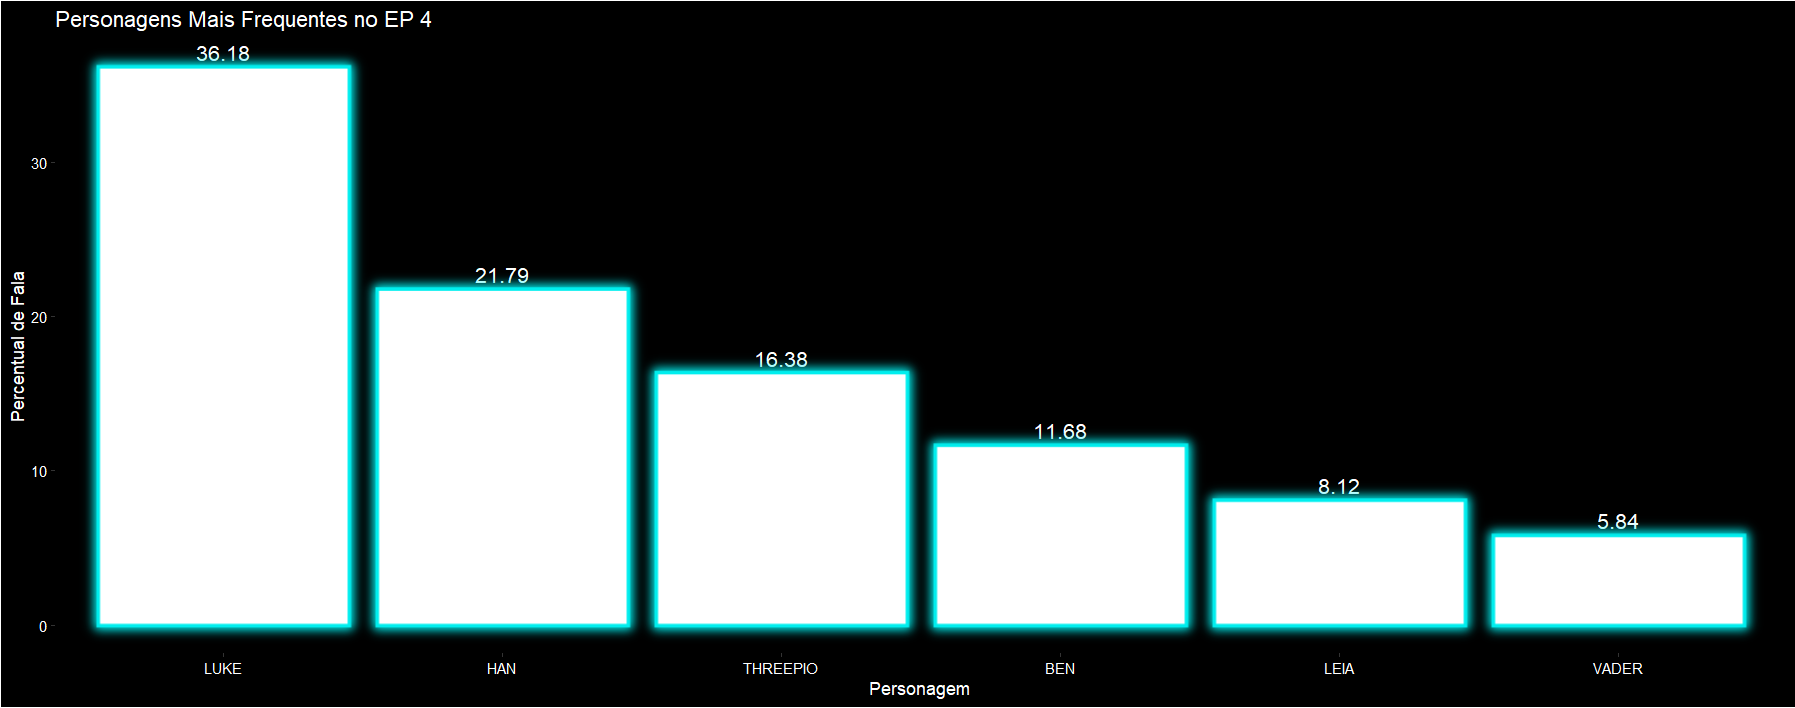 Personagens Mais Frequentes no EP 4
36.18
21.79
16.38
11.68
8.12
5.84
Percentual de Fala
30
20
10
0
LUKE
HAN
THREEPIO
BEN
LEIA
VADER
Personagem